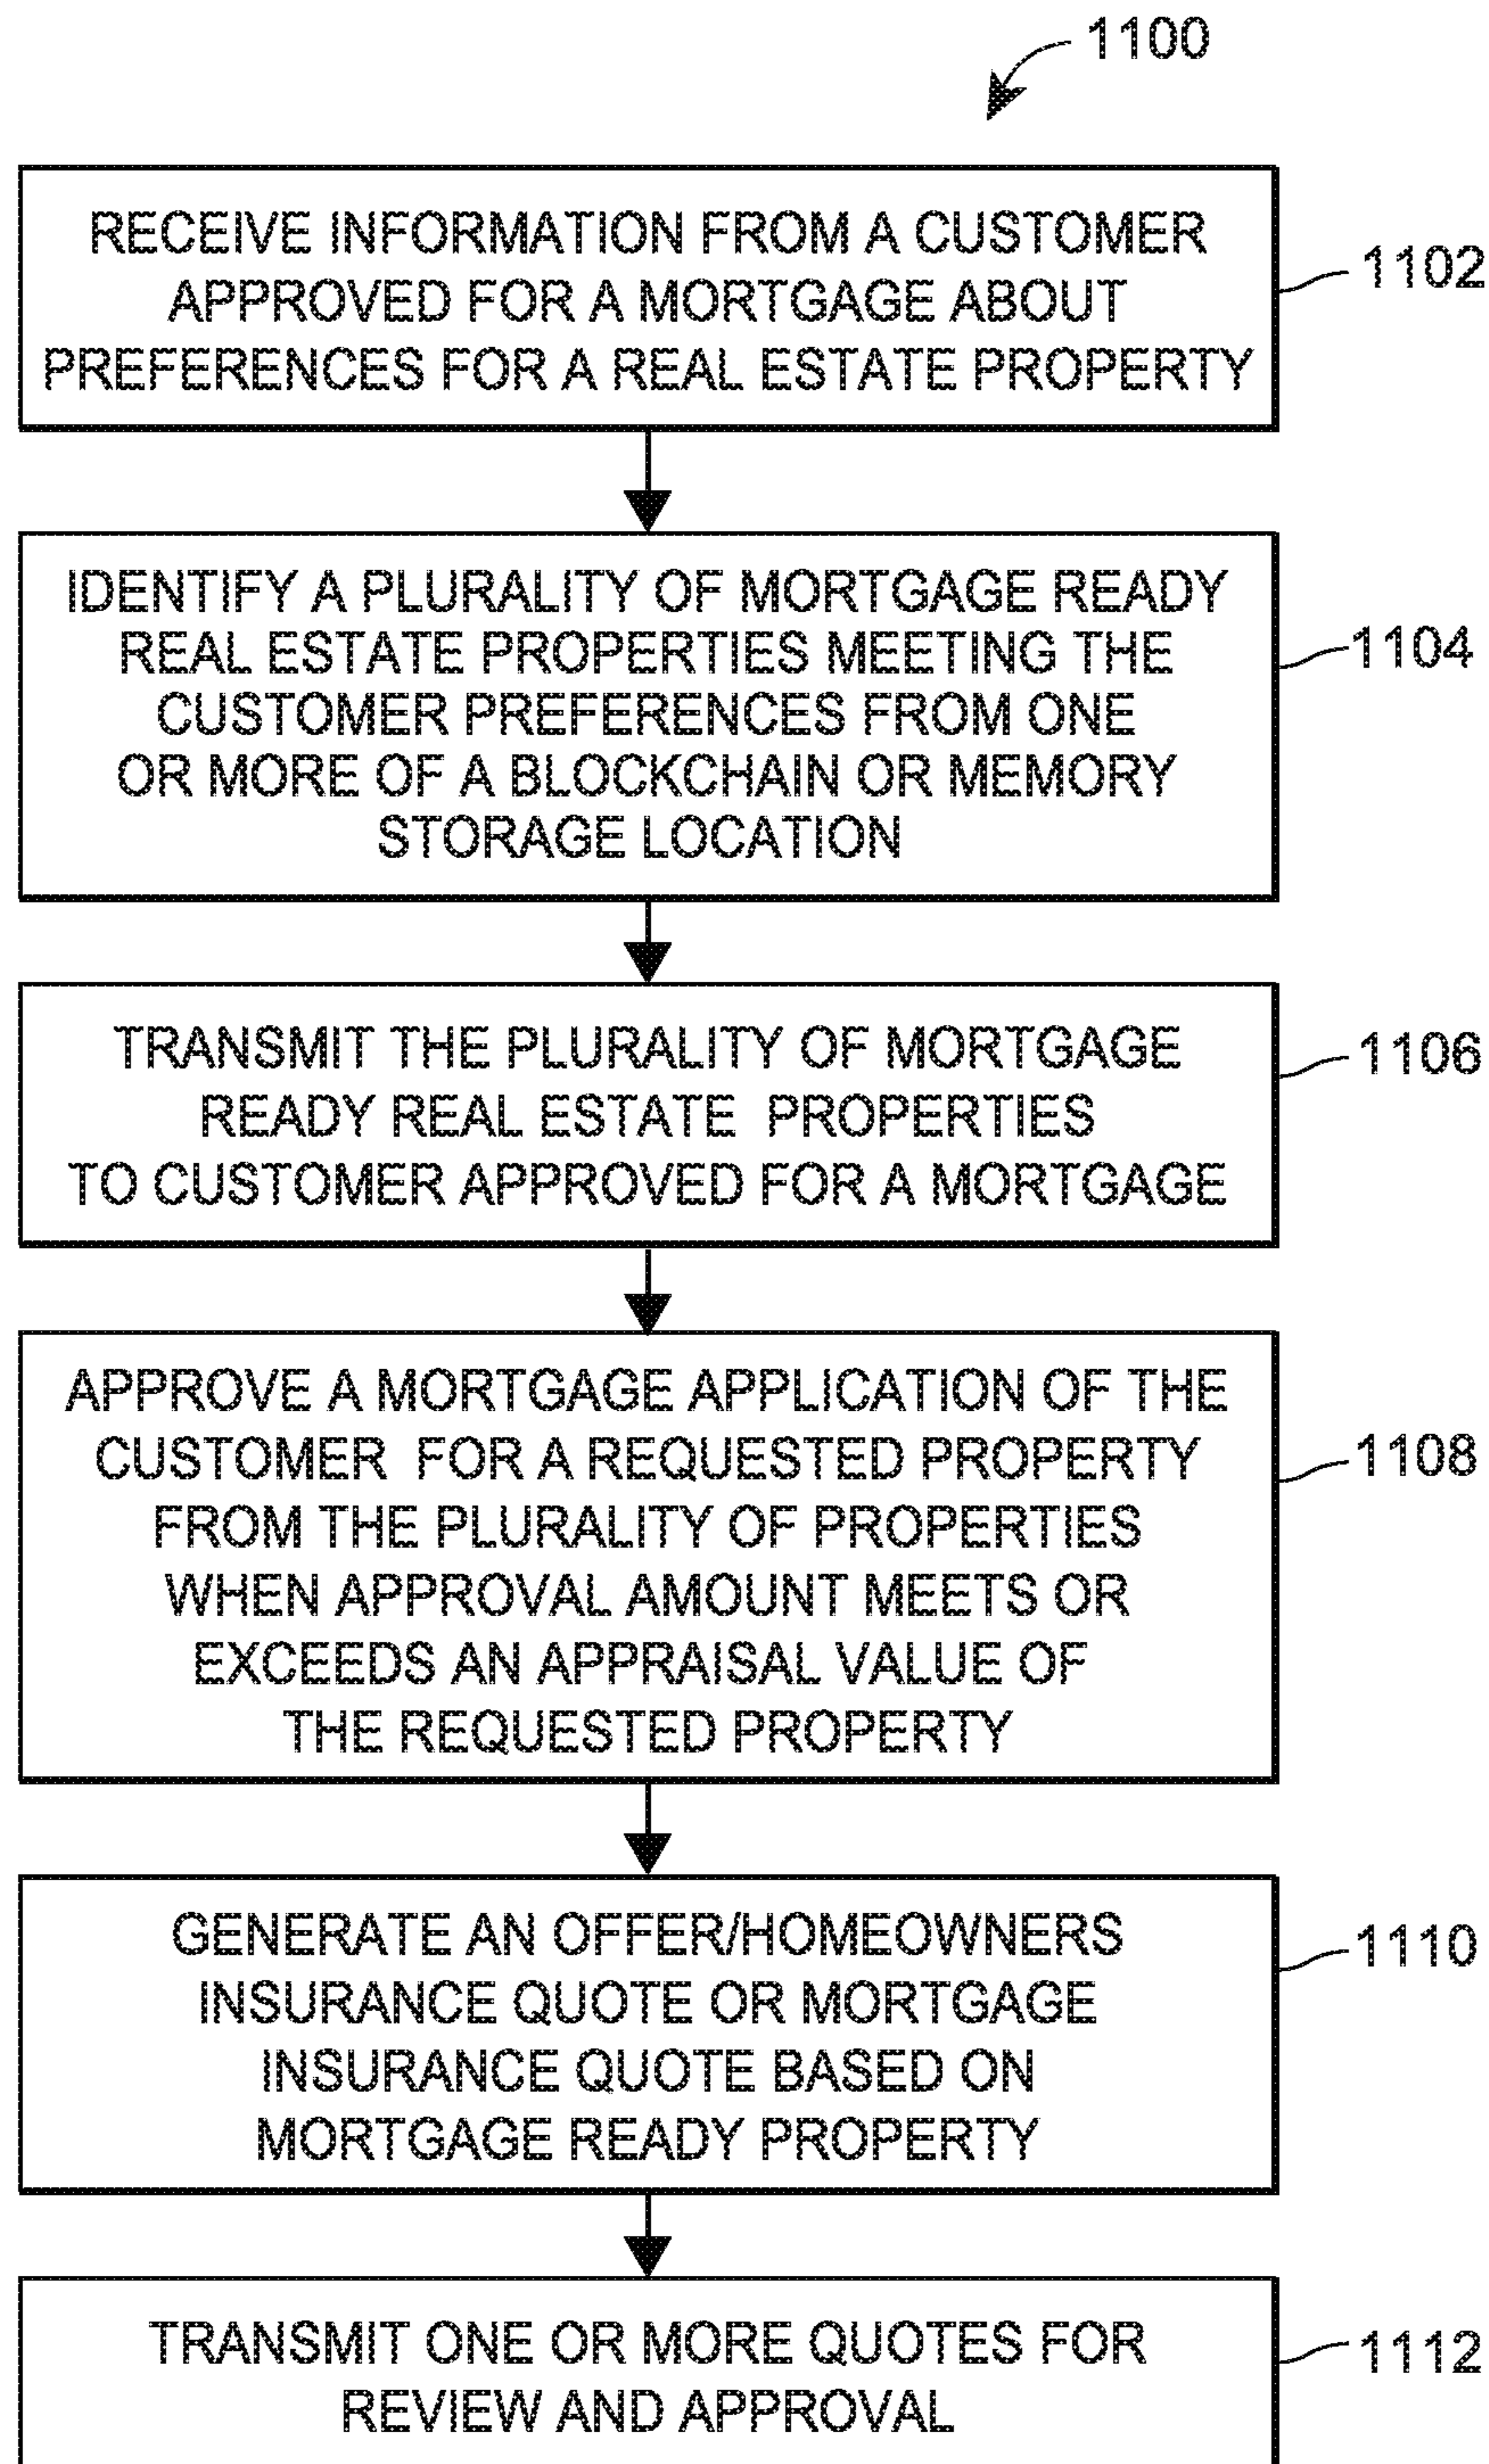 1100
RECEIVE INFORMATION FROM A CUSTOMER
APPROVED FOR A MORTGAGE ABOUT
PREFERENCES FOR A REAL ESTATE PROPERTY
1102
IDENTIFY A PLURALITY OF MORTGAGE READY
REAL ESTATE PROPERTIES MEETING THE
CUSTOMER PREFERENCES FROM ONE
OR MORE OF A BLOCKCHAIN OR MEMORY
STORAGE LOCATION
1104
TRANSMIT THE PLURALITY OF MORTGAGE
READY REAL ESTATE PROPERTIES
TO CUSTOMER APPROVED FOR A MORTGAGE
1106
APPROVE A MORTGAGE APPLICATION OF THE
CUSTOMER FOR A REQUESTED PROPERTY
FROM THE PLURALITY OF PROPERTIES
WHEN APPROVAL AMOUNT MEETS OR
EXCEEDS AN APPRAISAL VALUE OF
THE REQUESTED PROPERTY
1108
GENERATE AN OFFER/HOMEOWNERS
INSURANCE QUOTE OR MORTGAGE
INSURANCE QUOTE BASED ON
MORTGAGE READY PROPERTY
1110
TRANSMIT ONE OR MORE QUOTES FOR
REVIEW AND APPROVAL
1112